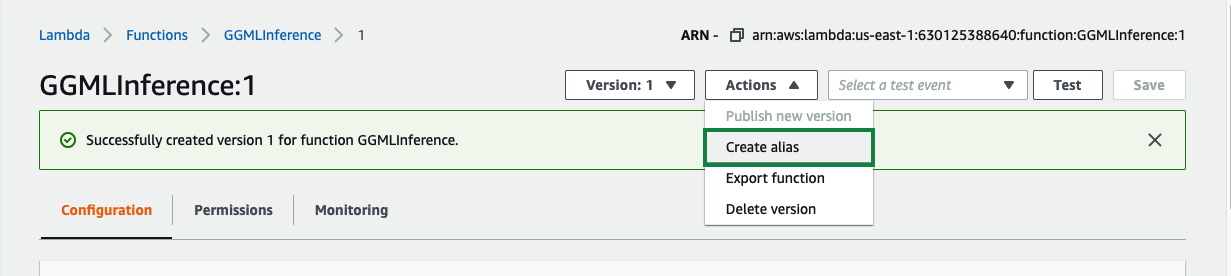 Lambda > Functions > GGMLInference > 1 ARN - arn:aws:lambda:us-east-1:630125388640:function:GGMLInference:1
GGMLInference:1 Version: 1 Actions Select a test event Test Save
Publish new version
Successfully created version 1 for function GGMLInference.
Create alias
Export function
Delete version
Configuration Permissions Monitoring